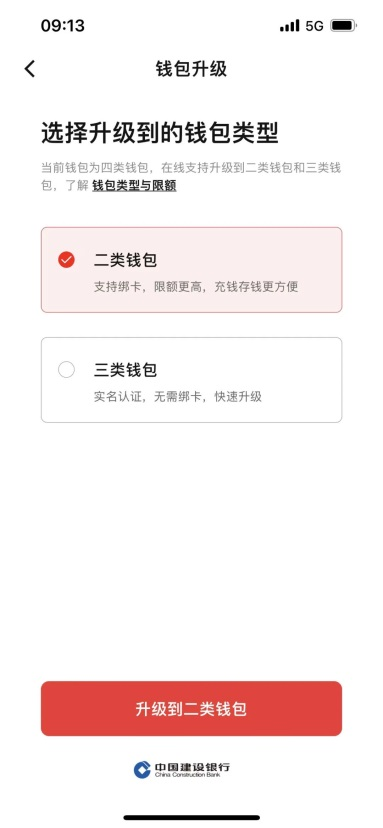 09:13
5G
钱包升级
选择升级到的钱包类型
当前钱包为四类钱包，在线支持升级到二类钱包和三类钱
包，了解 钱包类型与限额
二类钱包
支持绑卡，限额更高，充钱存钱更方便
三类钱包
实名认证，无需绑卡，快速升级
升级到二类钱包
中国建设银行
China Construction Bank